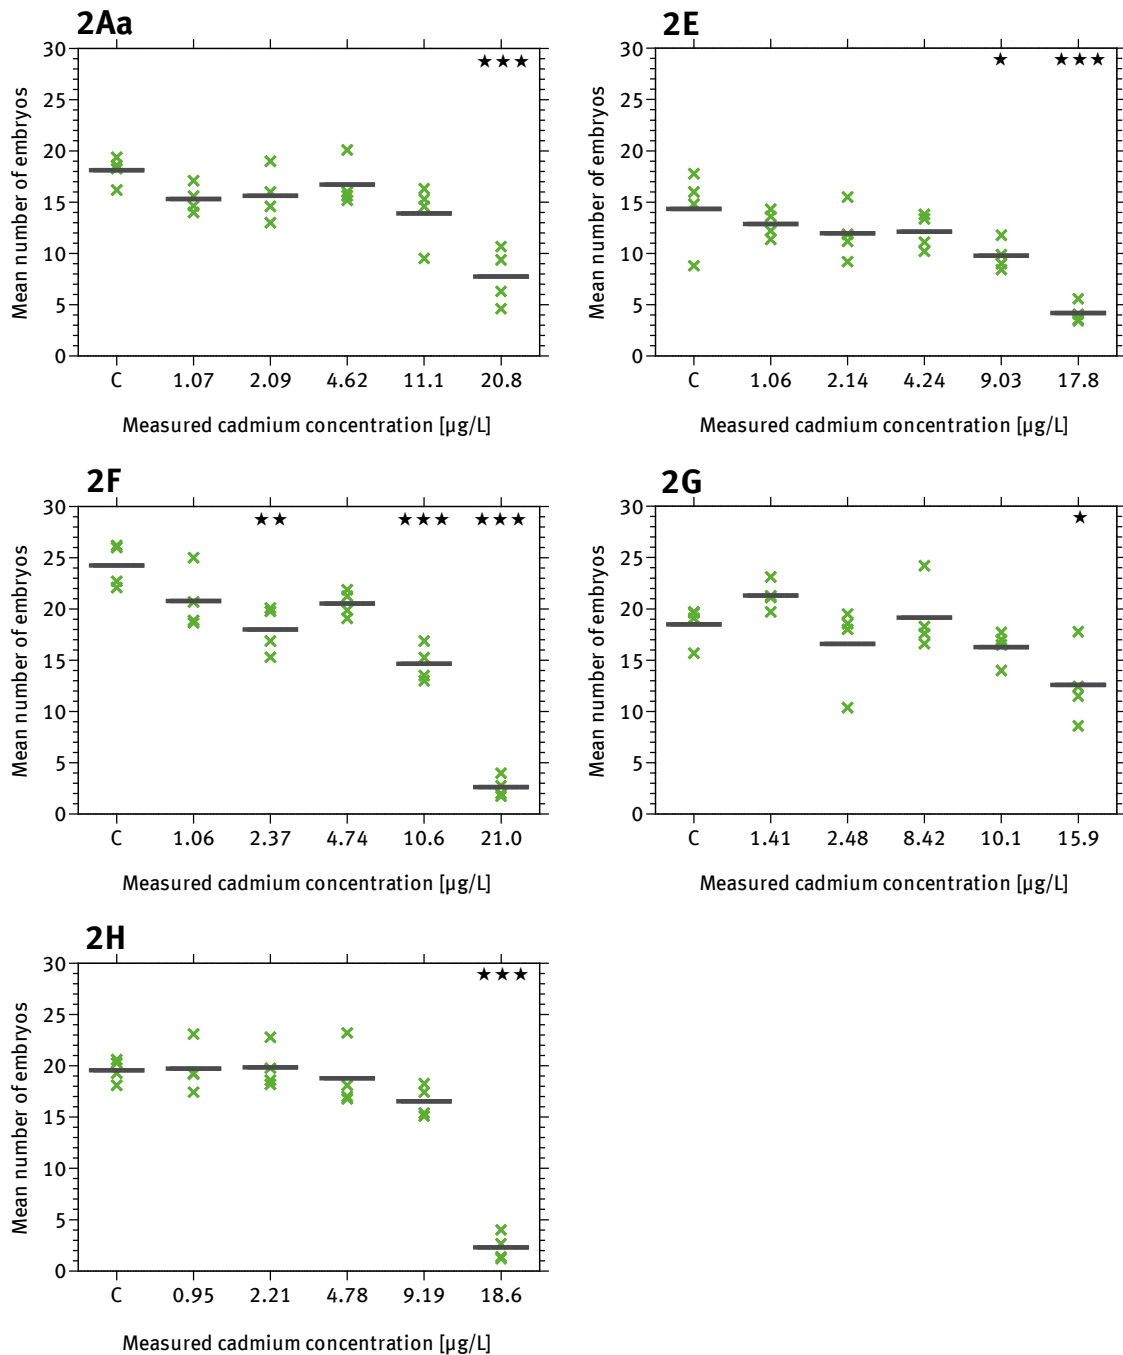 2Aa
Mean number of embryos
30
★★★
25
20
15
10
5
0
C 1.07 2.09 4.62 11.1 20.8
Measured cadmium concentration [µg/L]
2E
Mean number of embryos
30
★ ★★★
25
20
15
10
5
0
C 1.06 2.14 4.24 9.03 17.8
Measured cadmium concentration [µg/L]
2F
Mean number of embryos
30
★★ ★★★ ★★★
25
20
15
10
5
0
C 1.06 2.37 4.74 10.6 21.0
Measured cadmium concentration [µg/L]
2G
Mean number of embryos
30
★
25
20
15
10
5
0
C 1.41 2.48 8.42 10.1 15.9
Measured cadmium concentration [µg/L]
2H
Mean number of embryos
30
★★★
25
20
15
10
5
0
C 0.95 2.21 4.78 9.19 18.6
Measured cadmium concentration [µg/L]